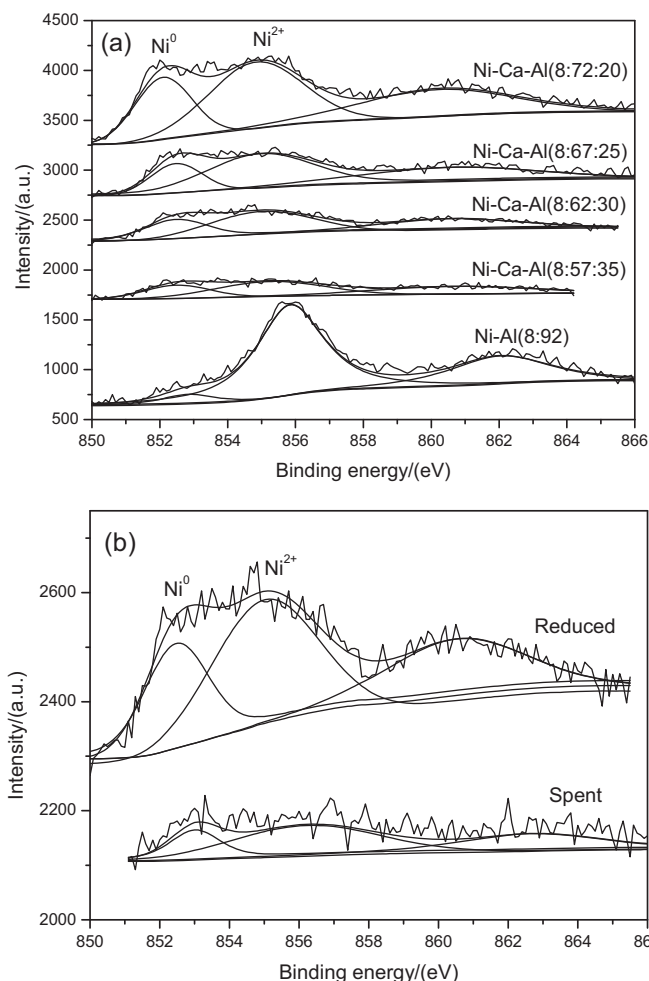 (a)
Ni⁰
Ni²⁺
Ni-Ca-Al(8:72:20)
Ni-Ca-Al(8:67:25)
Ni-Ca-Al(8:62:30)
Ni-Ca-Al(8:57:35)
Ni-Al(8:92)
4500
4000
3500
3000
2500
2000
1500
1000
500
Intensity/(a.u.)
850 852 854 856 858 860 862 864 866
Binding energy/(eV)
(b)
Ni⁰
Ni²⁺
Reduced
Spent
2600
2400
2200
2000
Intensity/(a.u.)
850 852 854 856 858 860 862 864 866
Binding energy/(eV)